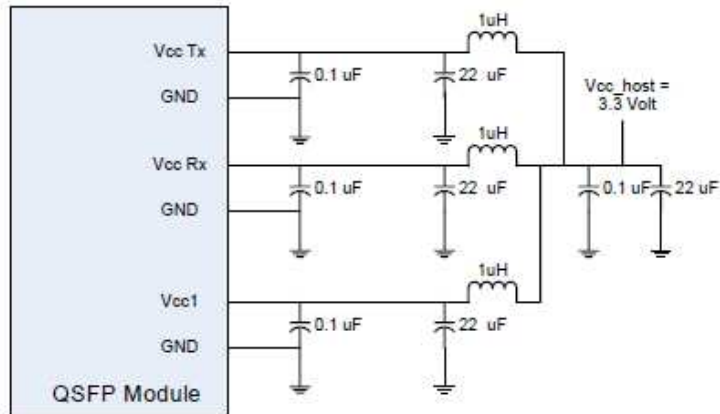 1uH
Vcc Tx
0.1 uF
22 uF
GND
Vcc_host =
3.3 Volt
1uH
Vcc Rx
0.1 uF
22 uF
0.1 uF
22 uF
GND
1uH
Vcc1
0.1 uF
22 uF
GND
QSFP Module